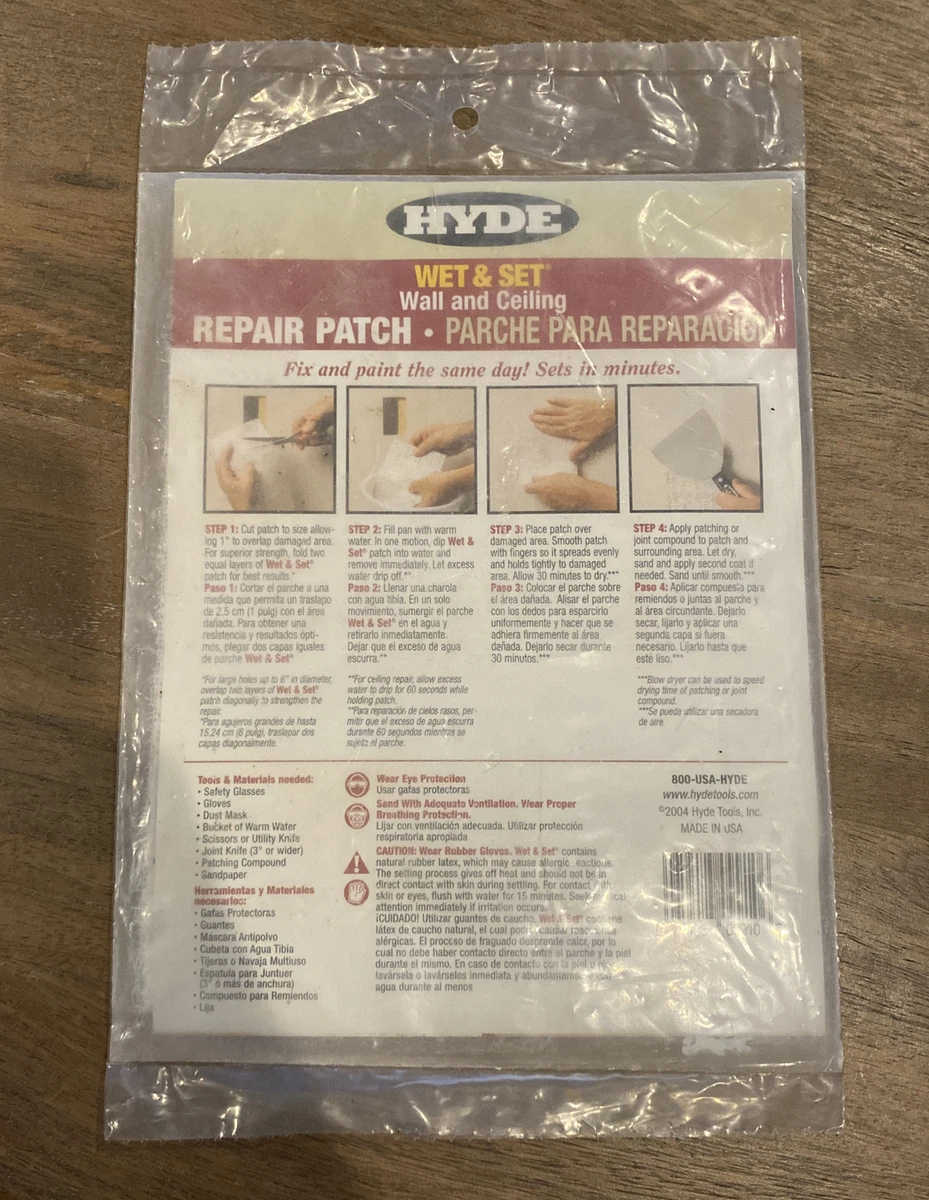 HYDE®
WET & SET®
Wall and Ceiling
REPAIR PATCH • PARCHE PARA REPARACIÓN
Fix and paint the same day! Sets in minutes.
STEP 1: Cut patch to size allow-
ing 1" to overlap damaged area.
For superior strength, fold two
equal layers of Wet & Set®
patch for best results.*
Paso 1: Cortar el parche a una
medida que permita un traslapo
de 2.5 cm (1 pulg) con el área
dañada. Para obtener una
resistencia y resultados ópti-
mos, plegar dos capas iguales
de parche Wet & Set®
*For large holes up to 6" in diameter,
overlap two layers of Wet & Set®
patch diagonally to strengthen the
repair.
*Para agujeros grandes de hasta
15.24 cm (6 pulg), traslapar dos
capas diagonalmente.
STEP 2: Fill pan with warm
water. In one motion, dip Wet &
Set® patch into water and
remove immediately. Let excess
water drip off.**
Paso 2: Llenar una charola
con agua tibia. En un solo
movimiento, sumergir el parche
Wet & Set® en el agua y
retirarlo inmediatamente.
Dejar que el exceso de agua
escurra.**
**For ceiling repair, allow excess
water to drip for 60 seconds while
holding patch.
**Para reparación de cielos rasos, per-
mitir que el exceso de agua escurra
durante 60 segundos mientras se
sujeta el parche.
STEP 3: Place patch over
damaged area. Smooth patch
with fingers so it spreads evenly
and holds tightly to damaged
area. Allow 30 minutes to dry.***
Paso 3: Colocar el parche sobre
el área dañada. Alisar el parche
con los dedos para esparcirlo
uniformemente y hacer que se
adhiera firmemente al área
dañada. Dejarlo secar durante
30 minutos.***
STEP 4: Apply patching or
joint compound to patch and
surrounding area. Let dry,
sand and apply second coat if
needed. Sand until smooth.***
Paso 4: Aplicar compuesto para
remiendos o juntas al parche y
al área circundante. Dejarlo
secar, lijarlo y aplicar una
segunda capa si fuera
necesario. Lijarlo hasta que
esté liso.***
***Blow dryer can be used to speed
drying time of patching or joint
compound.
***Se puede utilizar una secadora
de aire.
Tools & Materials needed:
• Safety Glasses
• Gloves
• Dust Mask
• Bucket of Warm Water
• Scissors or Utility Knife
• Joint Knife (3" or wider)
• Patching Compound
• Sandpaper
Herramientas y Materiales
necesarios:
• Gafas Protectoras
• Guantes
• Máscara Antipolvo
• Cubeta con Agua Tibia
• Tijeras o Navaja Multiuso
• Espátula para Juntuer
(3" ó más de anchura)
• Compuesto para Remiendos
• Lija
Wear Eye Protection
Usar gafas protectoras
Sand With Adequate Ventilation. Wear Proper
Breathing Protection.
Lijar con ventilación adecuada. Utilizar protección
respiratoria apropiada
CAUTION: Wear Rubber Gloves. Wet & Set® contains
natural rubber latex, which may cause allergic reactions.
The setting process gives off heat and should not be in
direct contact with skin during settling. For contact with
skin or eyes, flush with water for 15 minutes. Seek medical
attention immediately if irritation occurs.
¡CUIDADO! Utilizar guantes de caucho. Wet & Set® contiene
látex de caucho natural, el cual podría causar reacciones
alérgicas. El proceso de fraguado desprende calor, por lo
cual no debe haber contacto directo entre el parche y la piel
durante el mismo. En caso de contacto con la piel u ojos,
lavársela o lavárselos inmediata y abundantemente con
agua durante al menos
800-USA-HYDE
www.hydetools.com
©2004 Hyde Tools, Inc.
MADE IN USA